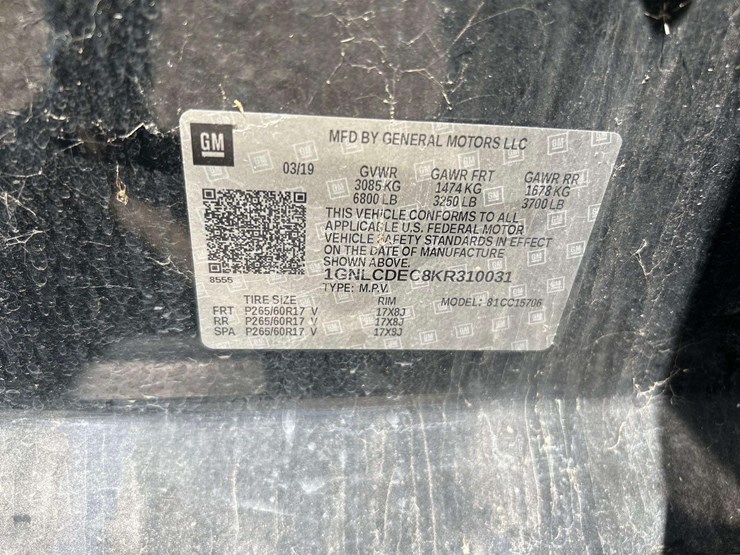 GM
MFD BY GENERAL MOTORS LLC
03/19 GVWR GAWR FRT GAWR RR
3085 KG 1474 KG 1678 KG
6800 LB 3250 LB 3700 LB
THIS VEHICLE CONFORMS TO ALL
APPLICABLE U.S. FEDERAL MOTOR
VEHICLE SAFETY STANDARDS IN EFFECT
ON THE DATE OF MANUFACTURE
SHOWN ABOVE.
8555
1GNLCDEC8KR310031
TYPE: M.P.V.
TIRE SIZE RIM MODEL: 81CC15706
FRT P265/60R17 V 17X8J
RR P265/60R17 V 17X8J
SPA P265/60R17 V 17X8J